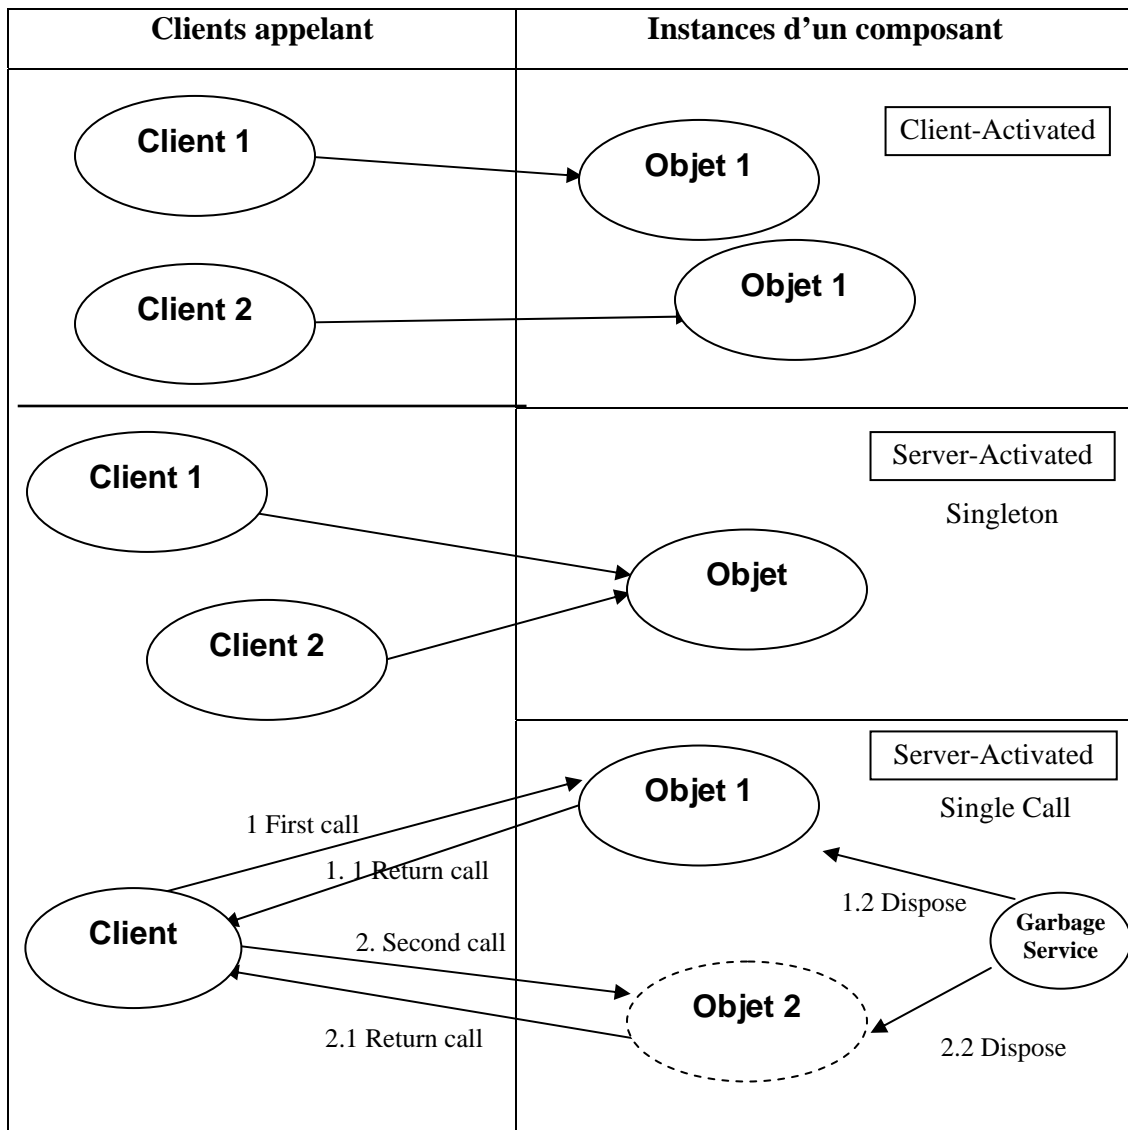 Clients appelant
Instances d’un composant
Client 1
Objet 1
Client-Activated
Client 2
Objet 1
Client 1
Server-Activated
Singleton
Objet
Client 2
Server-Activated
Objet 1
Single Call
1 First call
1. 1 Return call
1.2 Dispose
Client
2. Second call
Garbage
Service
Objet 2
2.1 Return call
2.2 Dispose